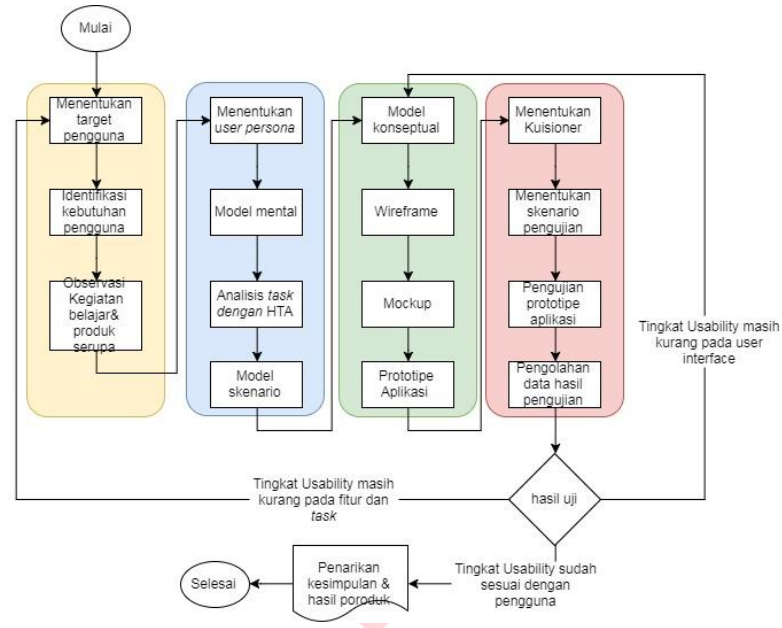 Mulai
Menentukan
target
pengguna
Identifikasi
kebutuhan
pengguna
Observasi
Kegiatan
belajar&
produk
serupa
Menentukan
user persona
Model mental
Analisis task
dengan HTA
Model
skenario
Model
konseptual
Wireframe
Mockup
Prototipe
Aplikasi
Menentukan
Kuisioner
Menentukan
skenario
pengujian
Pengujian
prototipe
aplikasi
Pengolahan
data hasil
pengujian
Tingkat Usability masih
kurang pada user
interface
hasil uji
Tingkat Usability masih
kurang pada fitur dan
task
Tingkat Usability sudah
sesuai dengan
pengguna
Penarikan
kesimpulan &
hasil poroduk
Selesai